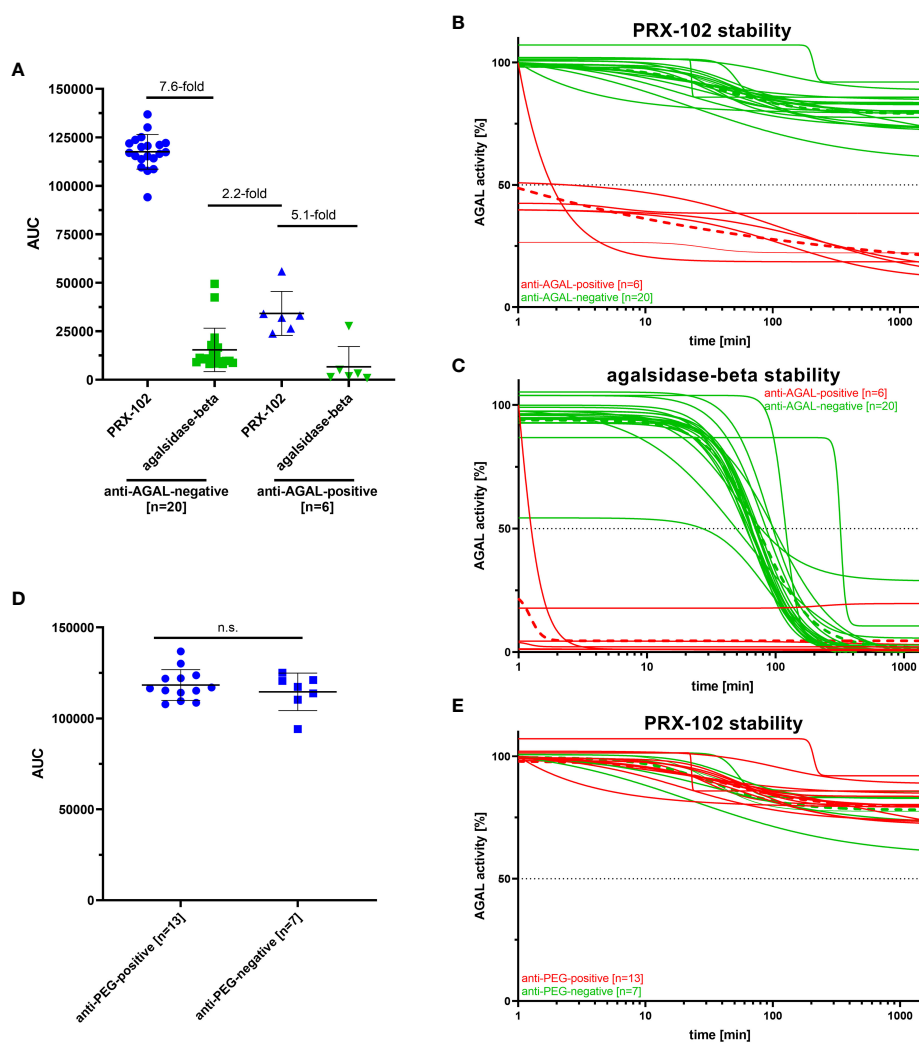 A
7.6-fold
2.2-fold
5.1-fold
AUC
150000
125000
100000
75000
50000
25000
0
PRX-102
agalsidase-beta
PRX-102
agalsidase-beta
anti-AGAL-negative
[n=20]
anti-AGAL-positive
[n=6]
B
PRX-102 stability
AGAL activity [%]
100
50
0
anti-AGAL-positive [n=6]
anti-AGAL-negative [n=20]
1
10
100
1000
time [min]
C
agalsidase-beta stability
anti-AGAL-positive [n=6]
anti-AGAL-negative [n=20]
AGAL activity [%]
100
50
0
1
10
100
1000
time [min]
D
n.s.
AUC
150000
100000
50000
0
anti-PEG-positive [n=13]
anti-PEG-negative [n=7]
E
PRX-102 stability
AGAL activity [%]
100
50
0
anti-PEG-positive [n=13]
anti-PEG-negative [n=7]
1
10
100
1000
time [min]